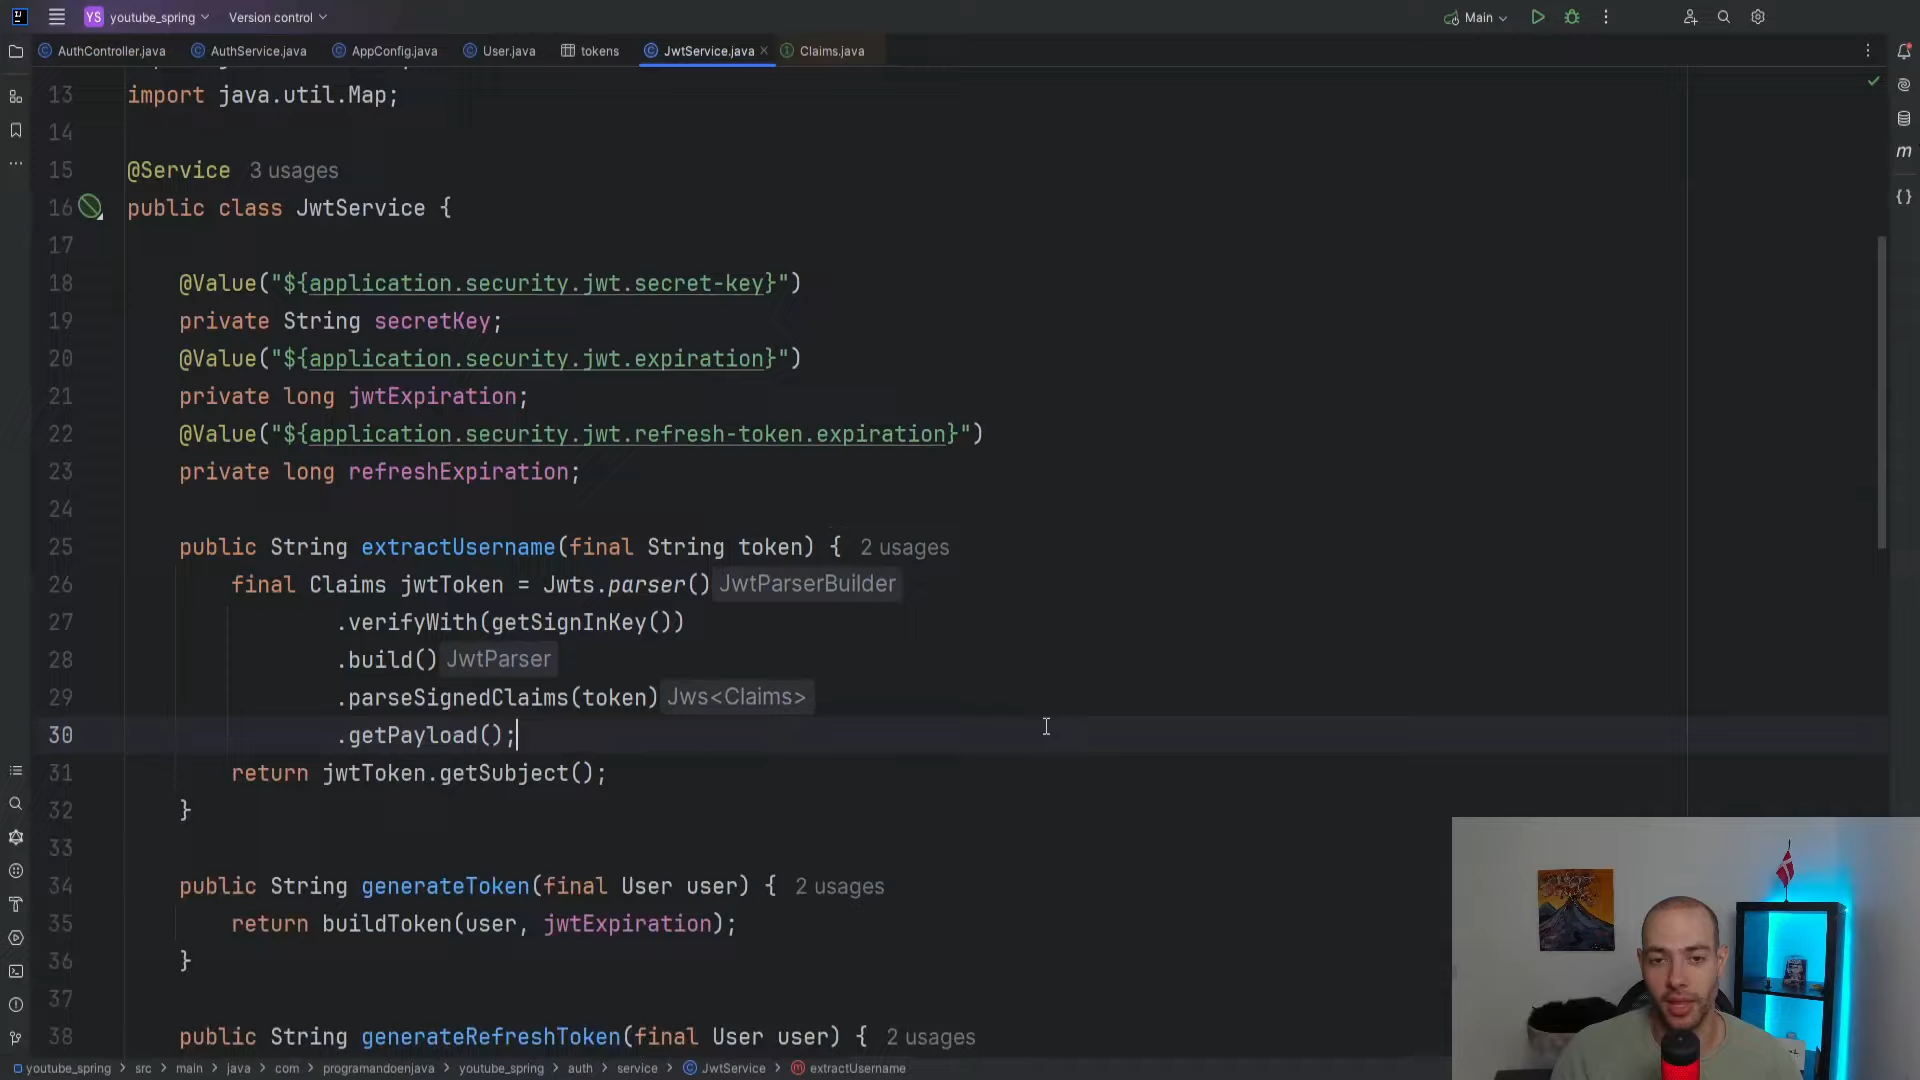 YS youtube_spring Version control Main
AuthController.java AuthService.java AppConfig.java User.java tokens JwtService.java Claims.java
13 import java.util.Map;
14
15 @Service 3 usages
16 public class JwtService {
17
18 @Value("${application.security.jwt.secret-key}")
19 private String secretKey;
20 @Value("${application.security.jwt.expiration}")
21 private long jwtExpiration;
22 @Value("${application.security.jwt.refresh-token.expiration}")
23 private long refreshExpiration;
24
25 public String extractUsername(final String token) { 2 usages
26 final Claims jwtToken = Jwts.parser() JwtParserBuilder
27 .verifyWith(getSignInKey())
28 .build() JwtParser
29 .parseSignedClaims(token) Jws<Claims>
30 .getPayload();
31 return jwtToken.getSubject();
32 }
33
34 public String generateToken(final User user) { 2 usages
35 return buildToken(user, jwtExpiration);
36 }
37
38 public String generateRefreshToken(final User user) { 2 usages
youtube_spring > src > main > java > com > programandoenjava > youtube_spring > auth > service > JwtService > extractUsername